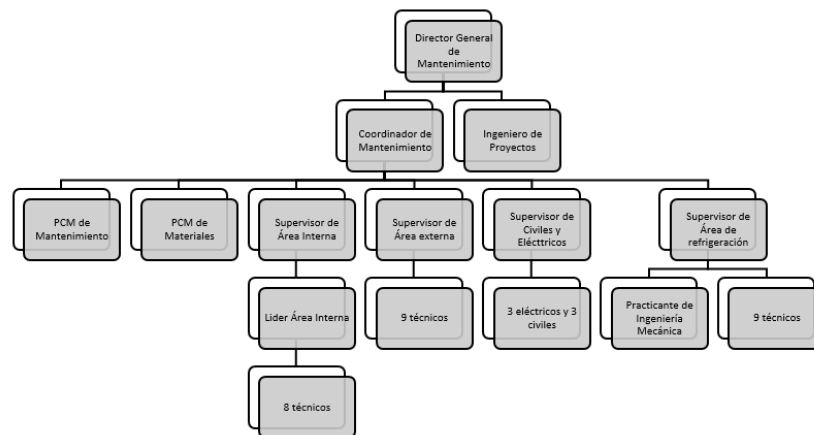 Director General
de
Mantenimiento
Coordinador de
Mantenimiento
Ingeniero de
Proyectos
PCM de
Mantenimiento
PCM de
Materiales
Supervisor de
Área Interna
Supervisor de
Área externa
Supervisor de
Civiles y
Elécttricos
Supervisor de
Área de
refrigeración
Lider Área Interna
9 técnicos
3 eléctricos y 3
civiles
Practicante de
Ingeniería
Mecánica
9 técnicos
8 técnicos